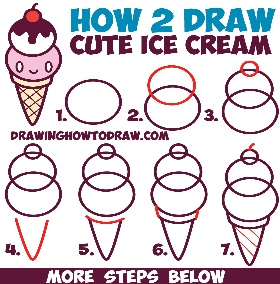 HOW 2 DRAW
CUTE ICE CREAM
1.
2.
3.
DRAWINGHOWTODRAW.COM
4.
5.
6.
7.
MORE STEPS BELOW